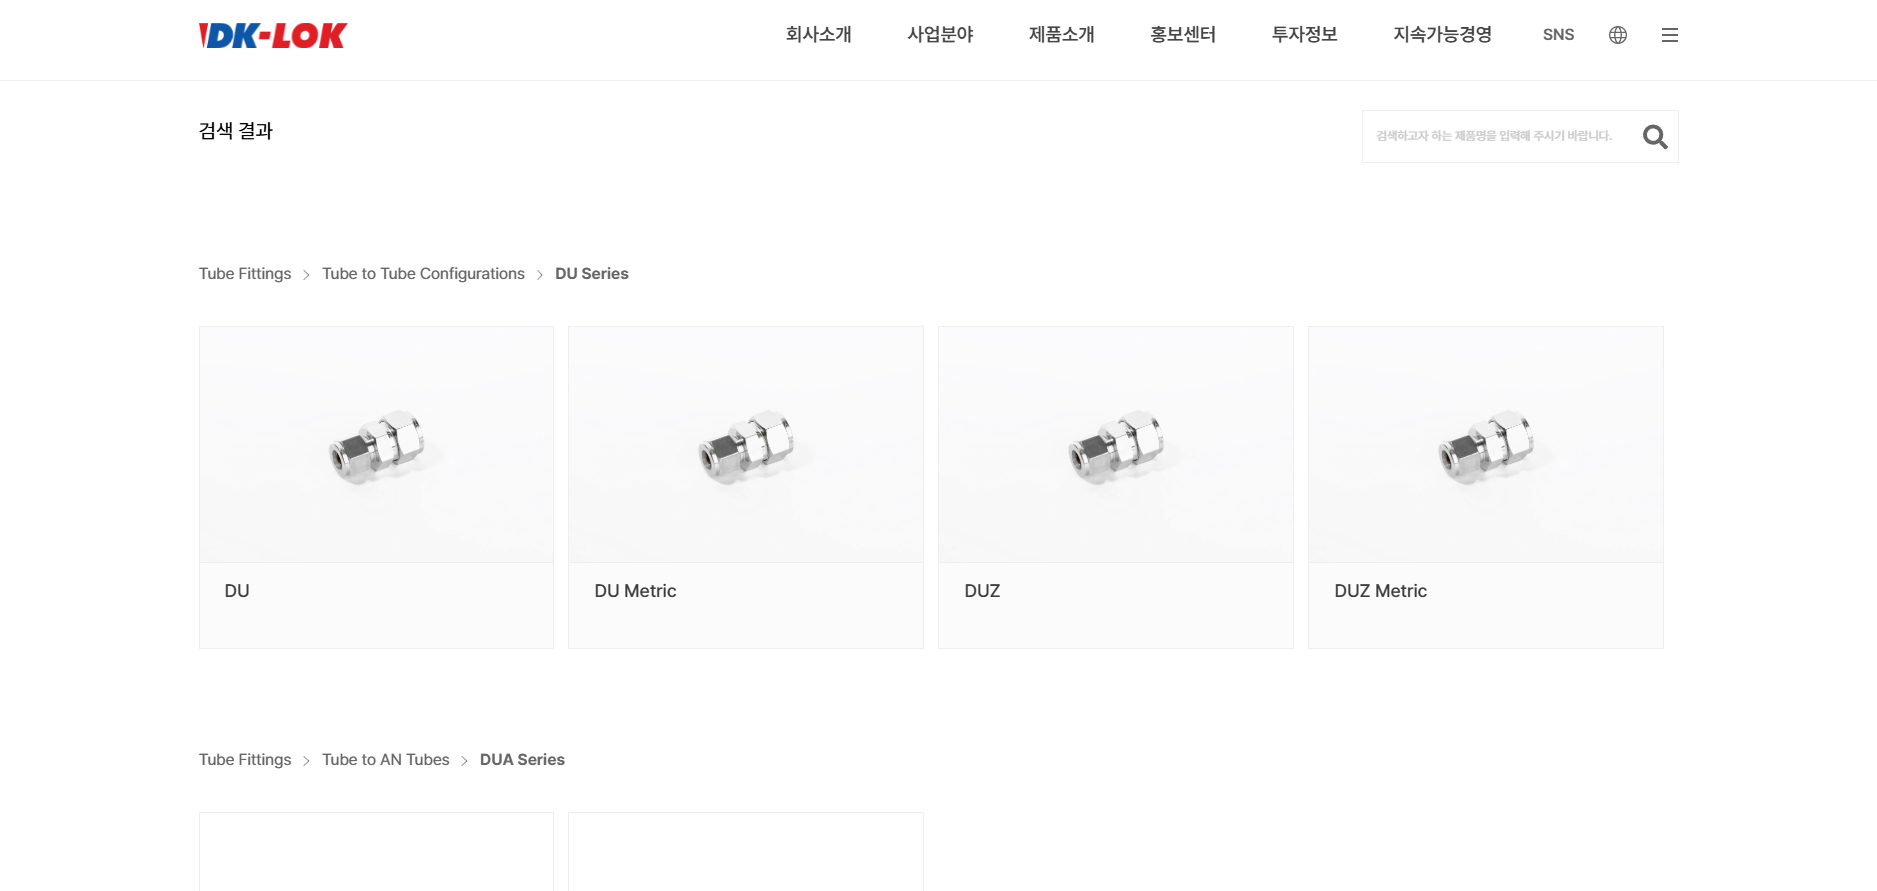 DK-LOK
회사소개 사업분야 제품소개 홍보센터 투자정보 지속가능경영 SNS
검색 결과
검색하고자 하는 제품명을 입력해 주시기 바랍니다.
Tube Fittings > Tube to Tube Configurations > DU Series
DU
DU Metric
DUZ
DUZ Metric
Tube Fittings > Tube to AN Tubes > DUA Series